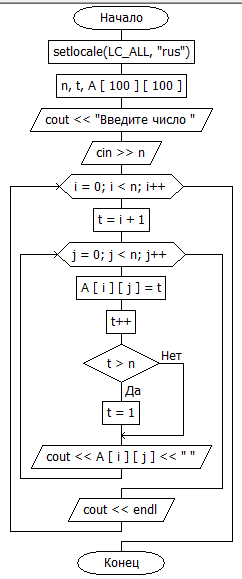 Начало
setlocale(LC_ALL, "rus")
n, t, A [ 100 ] [ 100 ]
cout << "Введите число "
cin >> n
i = 0; i < n; i++
t = i + 1
j = 0; j < n; j++
A [ i ] [ j ] = t
t++
t > n
Нет
Да
t = 1
cout << A [ i ] [ j ] << " "
cout << endl
Конец